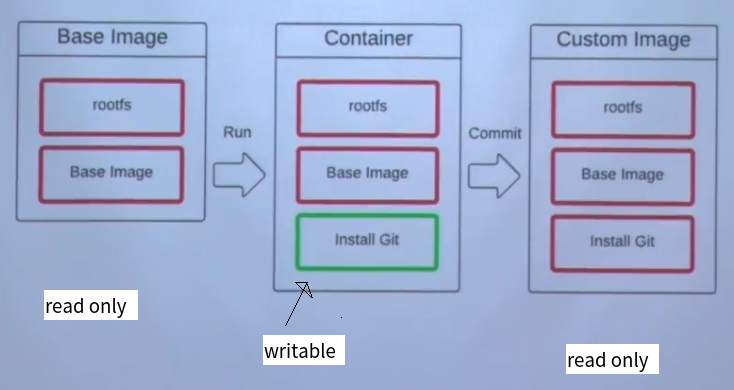 Base Image
rootfs
Base Image
read only
Run
Container
rootfs
Base Image
Install Git
writable
Commit
Custom Image
rootfs
Base Image
Install Git
read only